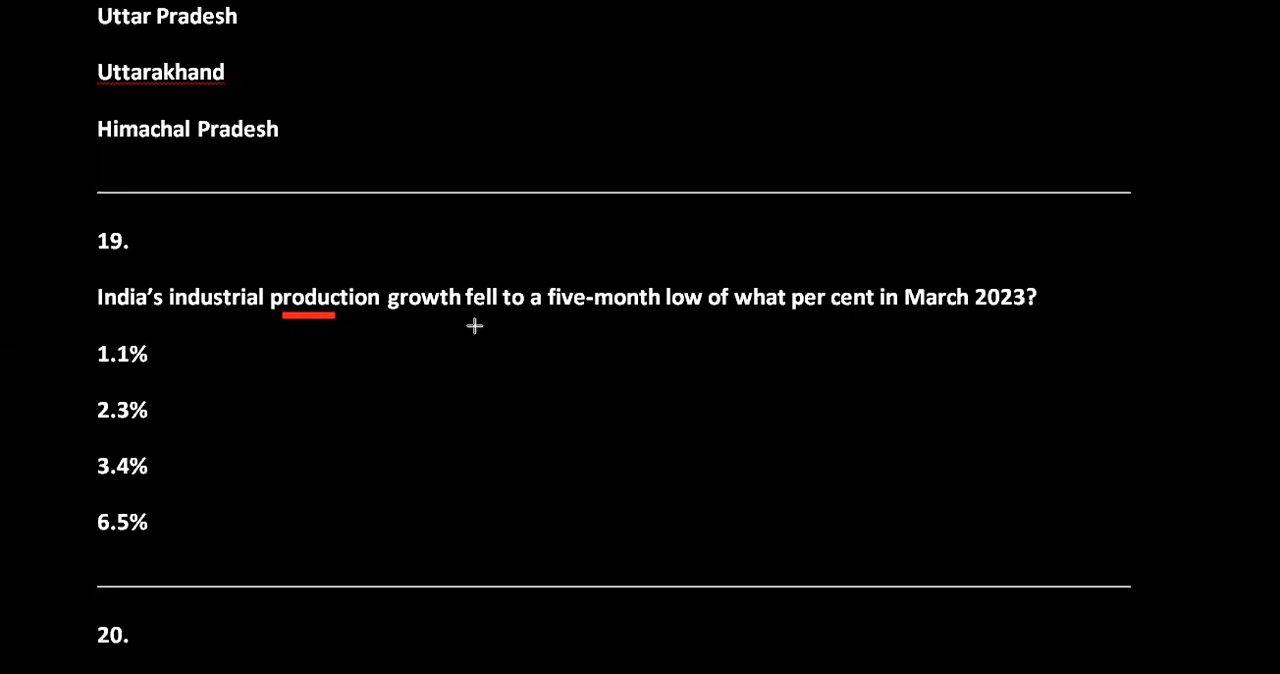 Uttar Pradesh
Uttarakhand
Himachal Pradesh
19.
India’s industrial production growth fell to a five-month low of what per cent in March 2023?
1.1%
2.3%
3.4%
6.5%
20.